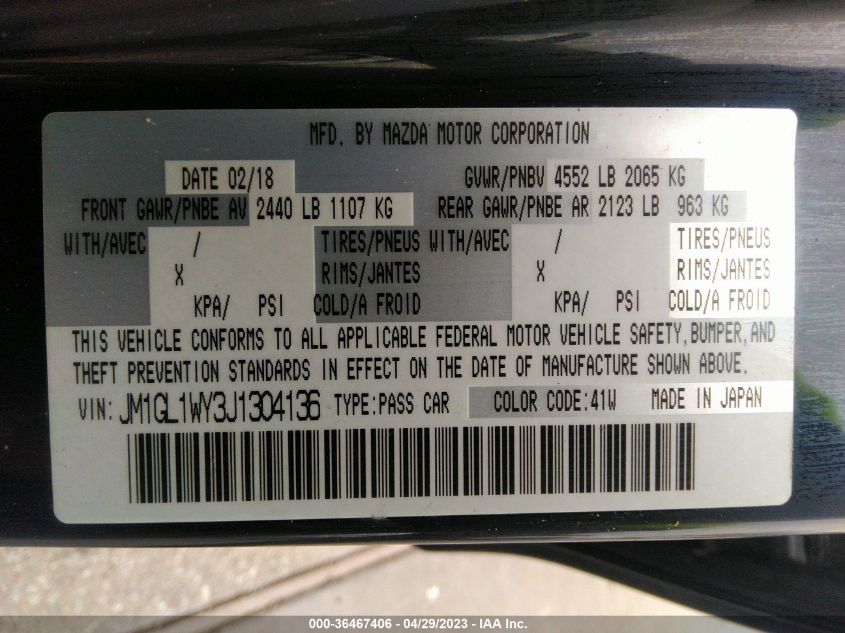 MFD. BY MAZDA MOTOR CORPORATION
DATE 02/18 GVWR/PNBV 4552 LB 2065 KG
FRONT GAWR/PNBE AV 2440 LB 1107 KG REAR GAWR/PNBE AR 2123 LB 963 KG
WITH/AVEC / TIRES/PNEUS WITH/AVEC / TIRES/PNEUS
X RIMS/JANTES X RIMS/JANTES
KPA/ PSI COLD/A FROID KPA/ PSI COLD/A FROID
THIS VEHICLE CONFORMS TO ALL APPLICABLE FEDERAL MOTOR VEHICLE SAFETY,BUMPER,AND
THEFT PREVENTION STANDARDS IN EFFECT ON THE DATE OF MANUFACTURE SHOWN ABOVE.
VIN: JM1GL1WY3J1304136 TYPE:PASS CAR COLOR CODE:41W MADE IN JAPAN
000-36467406 - 04/29/2023 - IAA Inc.